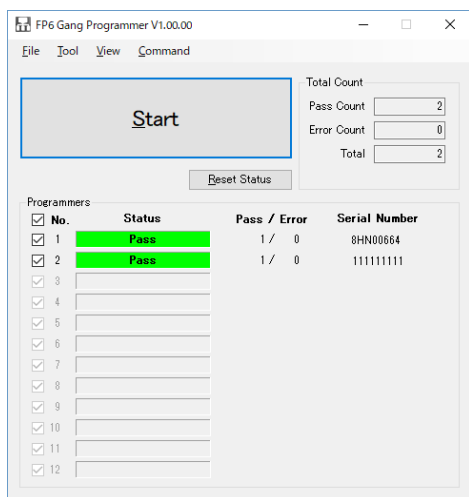 FP6 Gang Programmer V1.00.00
File Tool View Command
Start
Total Count
Pass Count 2
Error Count 0
Total 2
Reset Status
Programmers
No. Status Pass / Error Serial Number
1 Pass 1 / 0 8HN00664
2 Pass 1 / 0 111111111
3
4
5
6
7
8
9
10
11
12